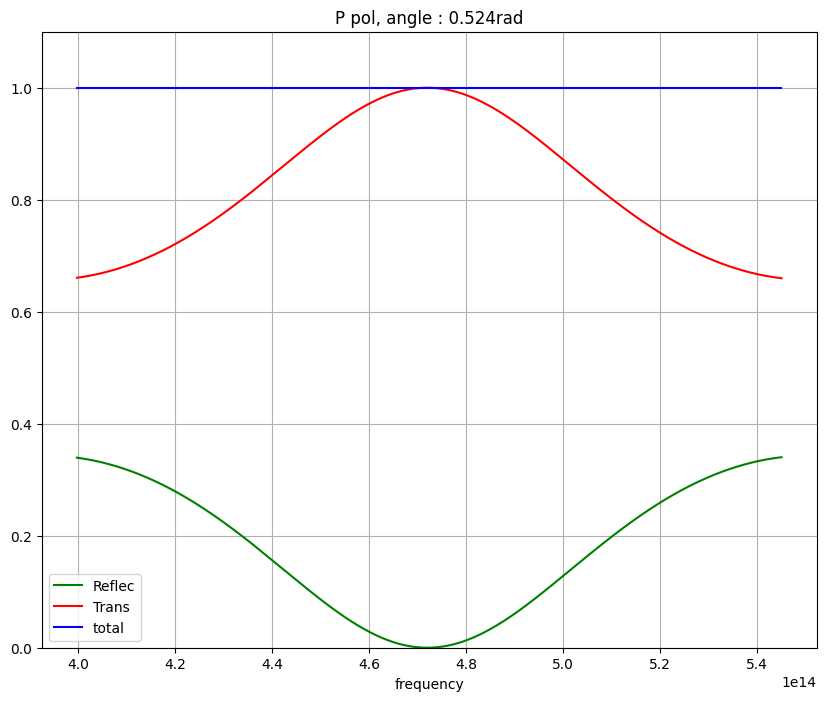 P pol, angle : 0.524rad
1.0
0.8
0.6
0.4
0.2
0.0
Reflec
Trans
total
4.0 4.2 4.4 4.6 4.8 5.0 5.2 5.4
1e14
frequency